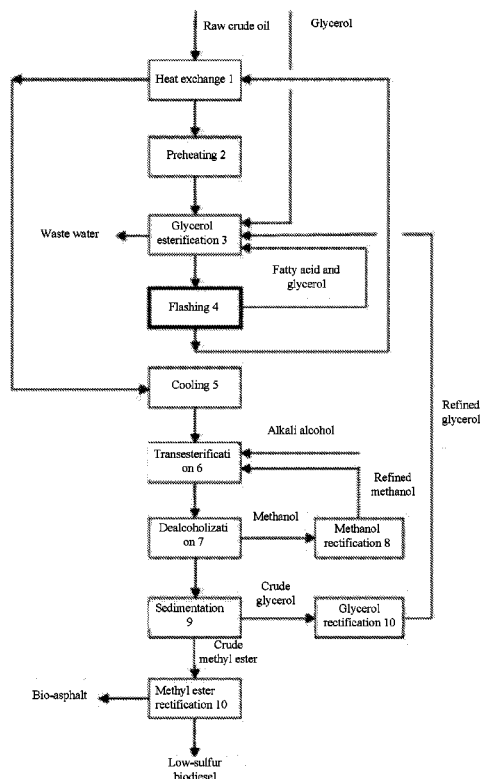 Raw crude oil
Glycerol
Heat exchange 1
Preheating 2
Waste water
Glycerol
esterification 3
Fatty acid and
glycerol
Flashing 4
Cooling 5
Refined
glycerol
Alkali alcohol
Transesterificati
on 6
Refined
methanol
Dealcoholizati
on 7
Methanol
Methanol
rectification 8
Sedimentation
9
Crude
glycerol
Glycerol
rectification 10
Crude
methyl ester
Bio-asphalt
Methyl ester
rectification 10
Low-sulfur
biodiesel